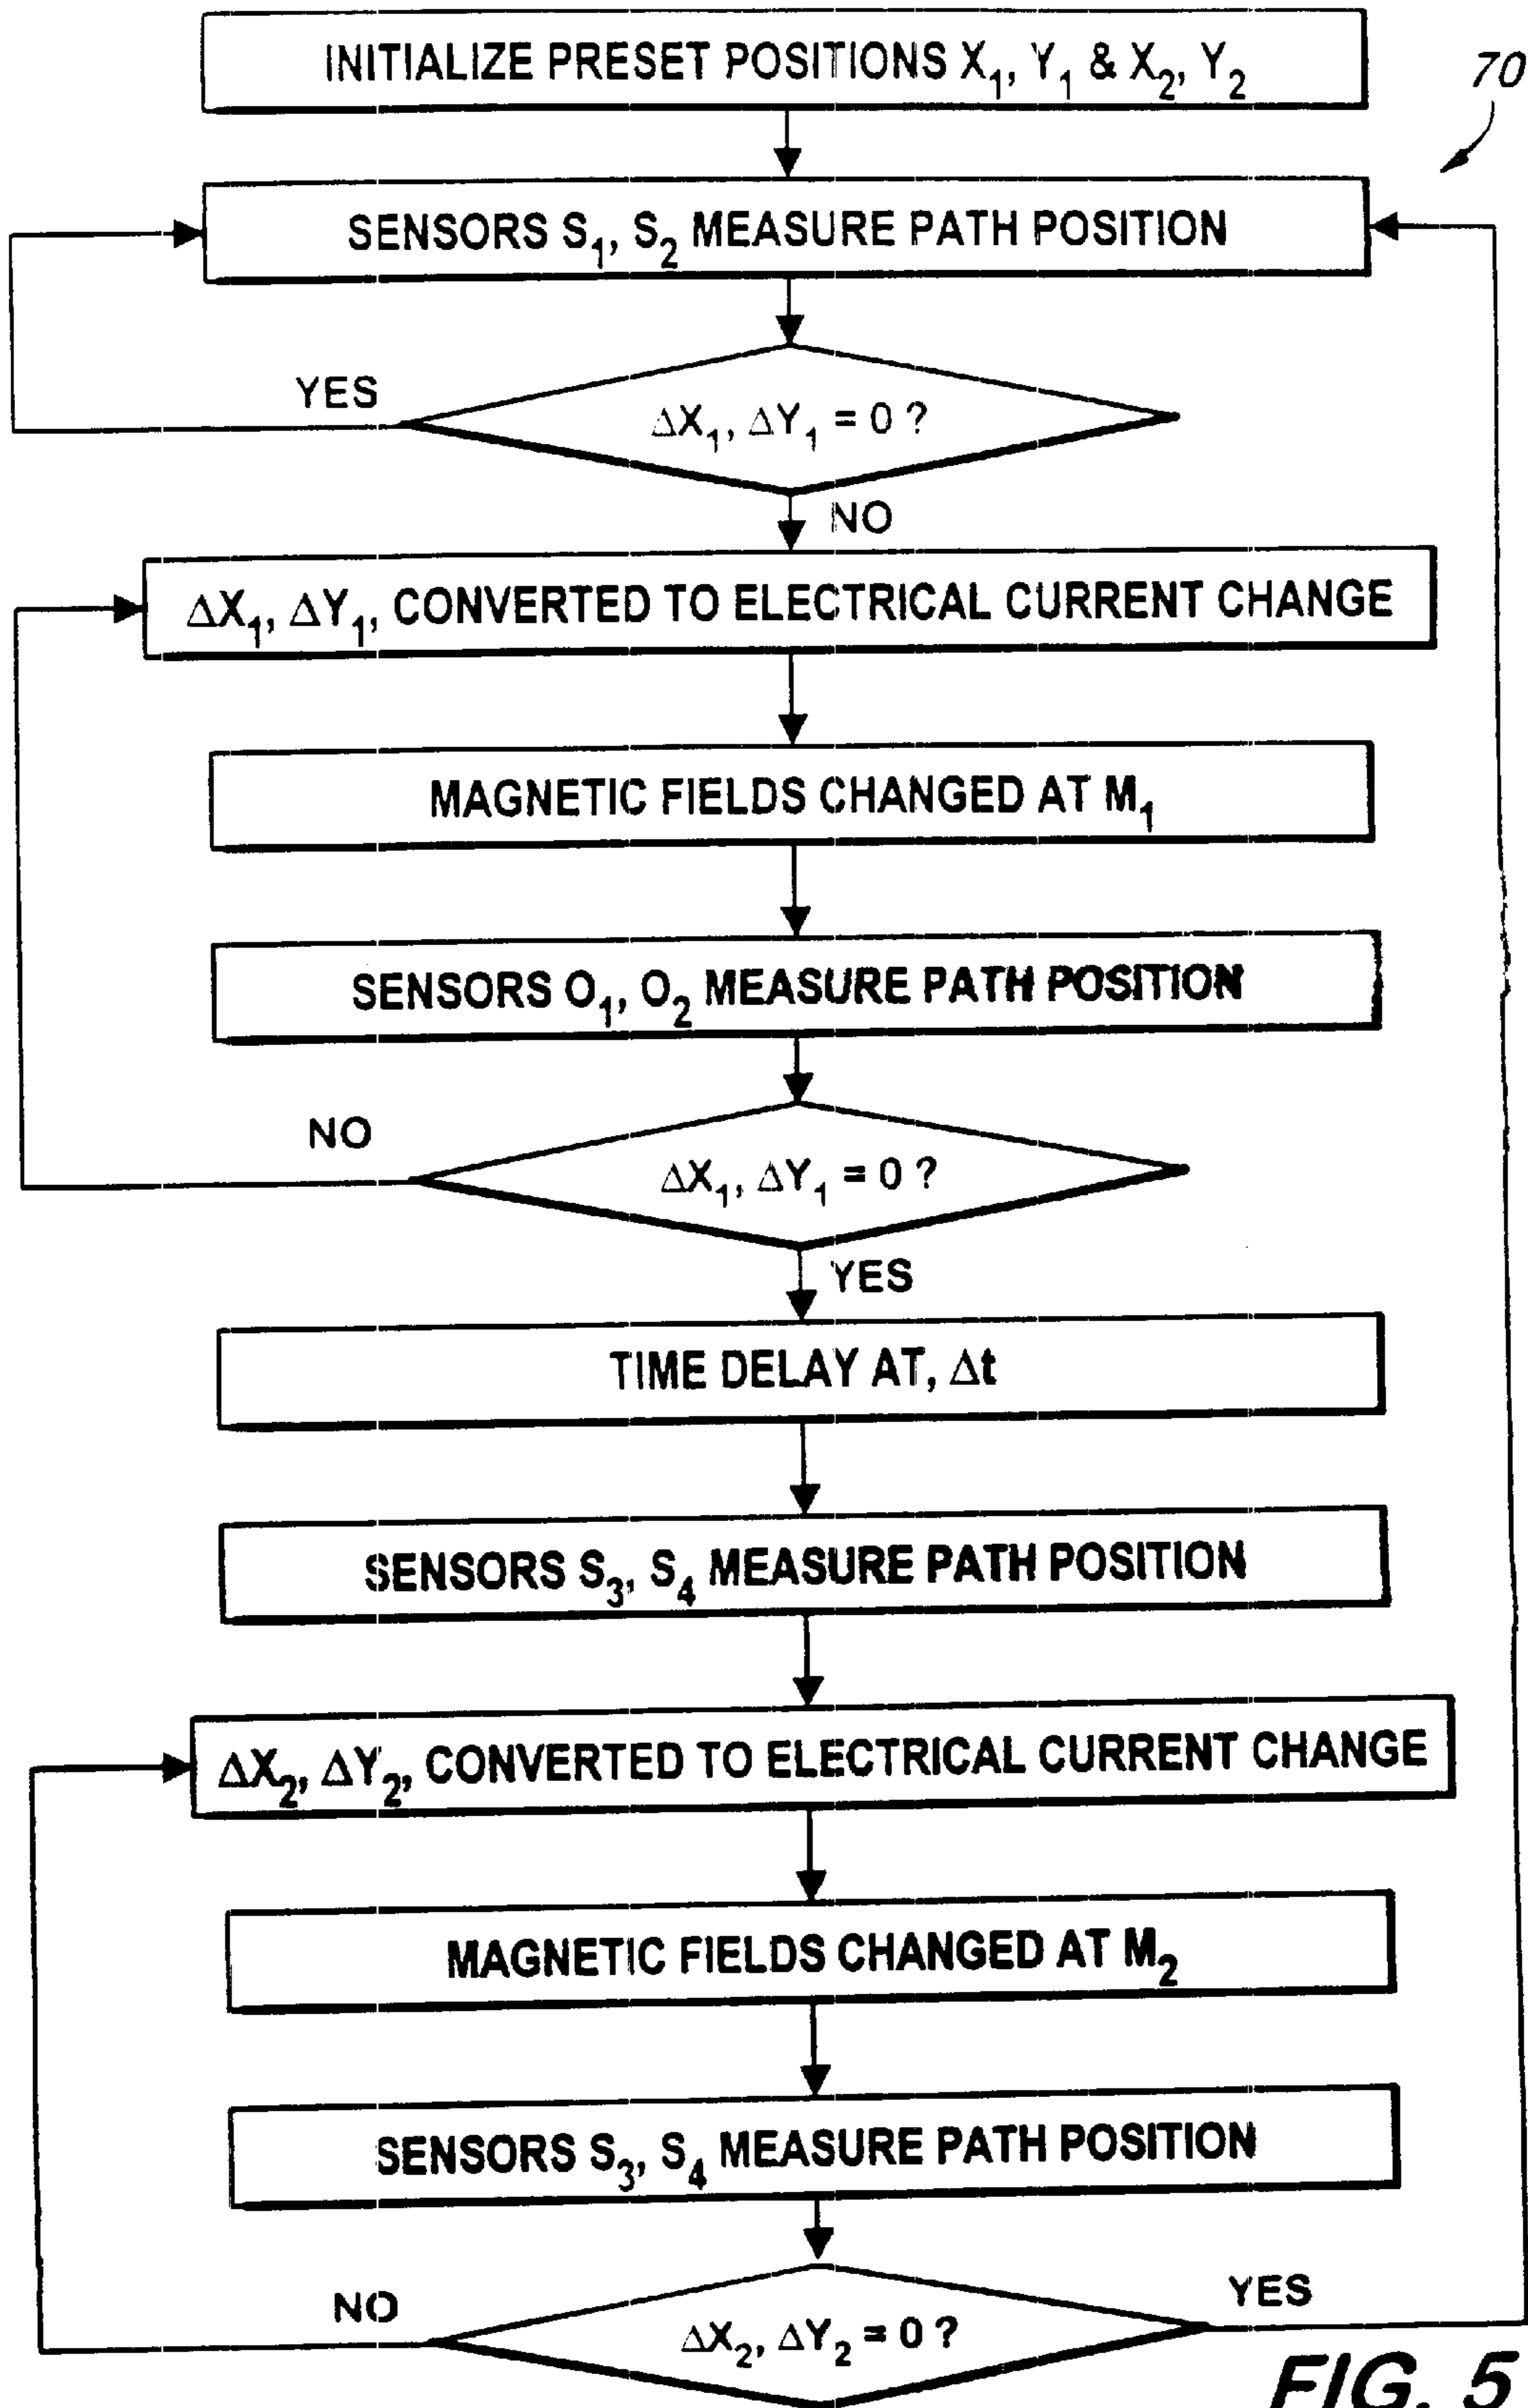 INITIALIZE PRESET POSITIONS X₁, Y₁ & X₂, Y₂
70
SENSORS S₁, S₂ MEASURE PATH POSITION
YES
ΔX₁, ΔY₁ = 0 ?
NO
ΔX₁, ΔY₁, CONVERTED TO ELECTRICAL CURRENT CHANGE
MAGNETIC FIELDS CHANGED AT M₁
SENSORS O₁, O₂ MEASURE PATH POSITION
NO
ΔX₁, ΔY₁ = 0 ?
YES
TIME DELAY AT, Δt
SENSORS S₃, S₄ MEASURE PATH POSITION
ΔX₂, ΔY₂, CONVERTED TO ELECTRICAL CURRENT CHANGE
MAGNETIC FIELDS CHANGED AT M₂
SENSORS S₃, S₄ MEASURE PATH POSITION
NO
YES
ΔX₂, ΔY₂ = 0 ?
FIG. 5